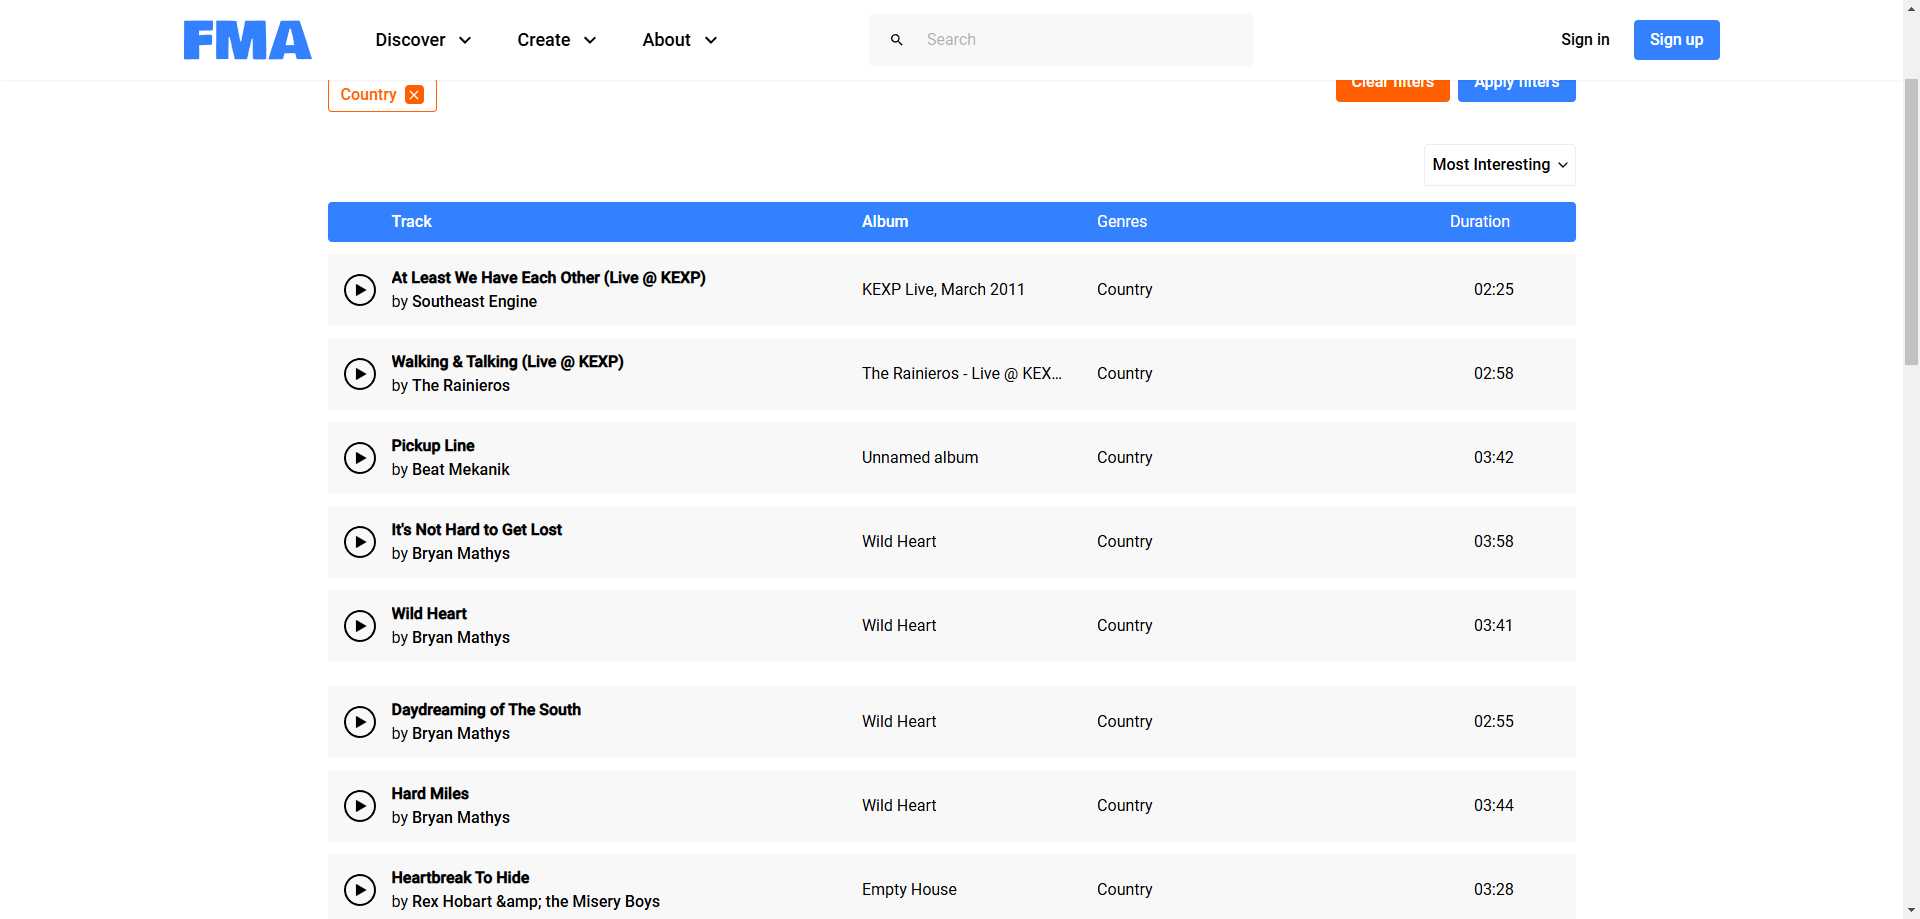 FMA Discover Create About Search Sign in Sign up
Country Clear filters Apply filters
Most Interesting
Track Album Genres Duration
At Least We Have Each Other (Live @ KEXP)
by Southeast Engine KEXP Live, March 2011 Country 02:25
Walking & Talking (Live @ KEXP)
by The Rainieros The Rainieros - Live @ KEX... Country 02:58
Pickup Line
by Beat Mekanik Unnamed album Country 03:42
It's Not Hard to Get Lost
by Bryan Mathys Wild Heart Country 03:58
Wild Heart
by Bryan Mathys Wild Heart Country 03:41
Daydreaming of The South
by Bryan Mathys Wild Heart Country 02:55
Hard Miles
by Bryan Mathys Wild Heart Country 03:44
Heartbreak To Hide
by Rex Hobart &amp; the Misery Boys Empty House Country 03:28